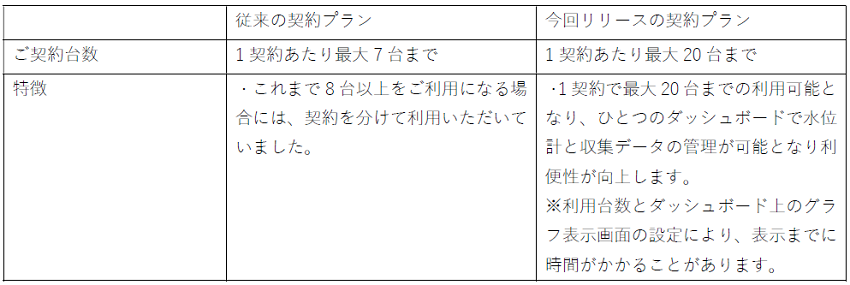 従来の契約プラン
今回リリースの契約プラン
ご契約台数
1契約あたり最大7台まで
1契約あたり最大20台まで
特徴
・これまで8台以上をご利用になる場
合には、契約を分けて利用いただいて
いました。
・1契約で最大20台までの利用可能と
なり、ひとつのダッシュボードで水位
計と収集データの管理が可能となり利
便性が向上します。
※利用台数とダッシュボード上のグラ
フ表示画面の設定により、表示までに
時間がかかることがあります。